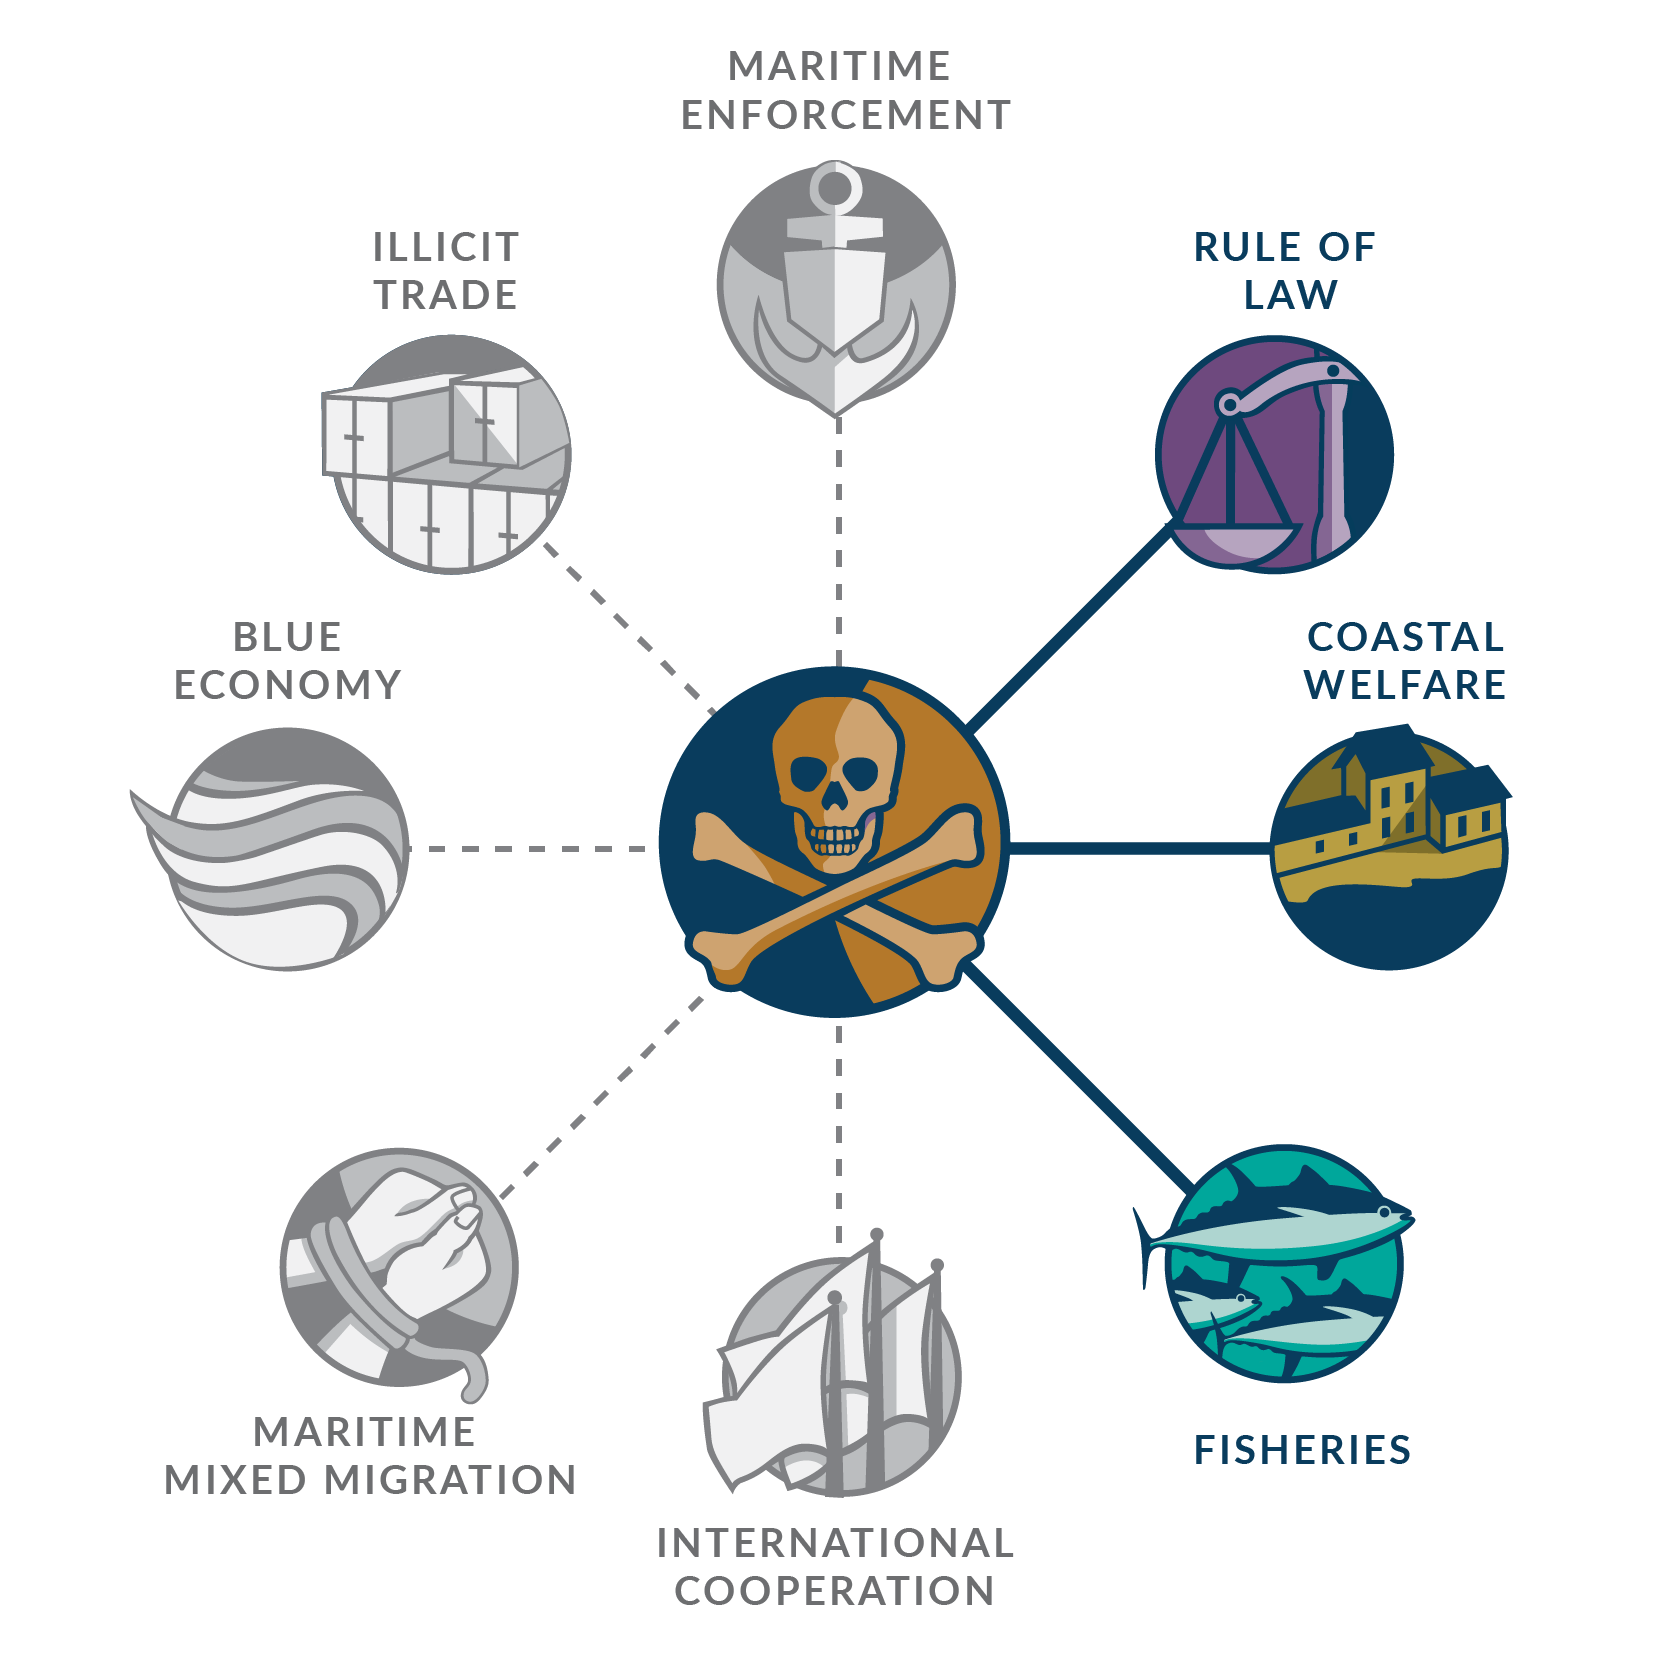 MARITIME
ENFORCEMENT
ILLICIT
TRADE
RULE OF
LAW
BLUE
ECONOMY
COASTAL
WELFARE
MARITIME
MIXED MIGRATION
FISHERIES
INTERNATIONAL
COOPERATION